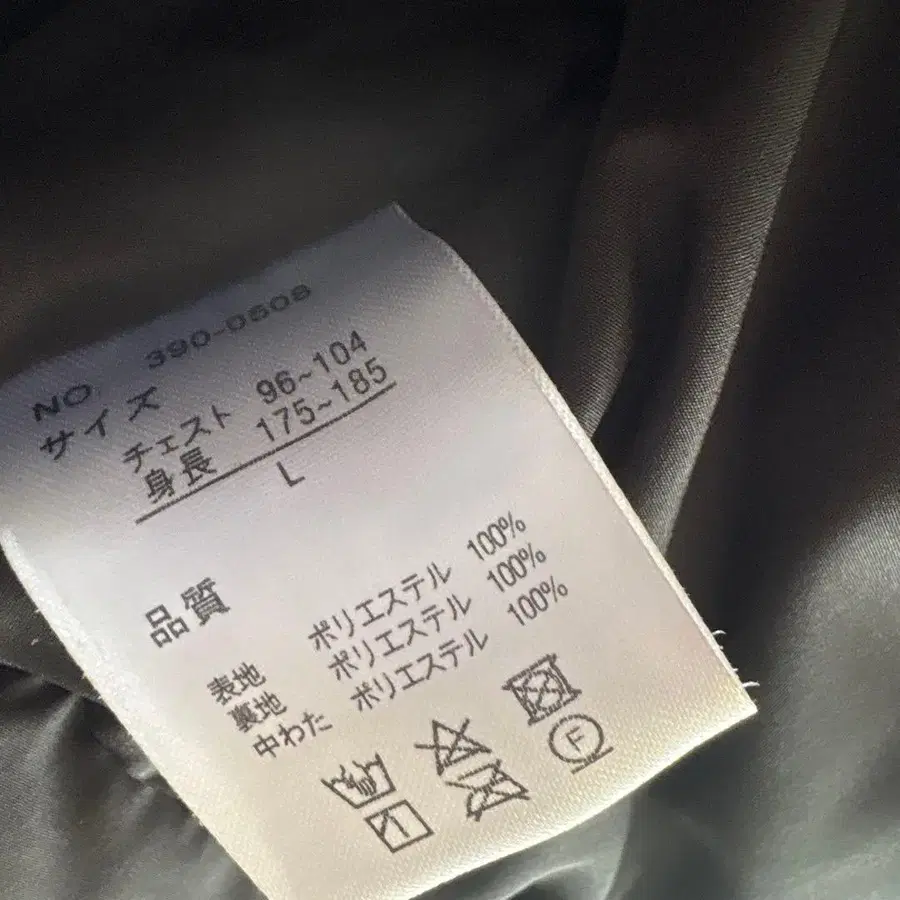 NO. 390-0508
サイズ
チェスト 96~104
身長 175~185
L
品質
表地 ポリエステル 100%
裏地 ポリエステル 100%
中わた ポリエステル 100%
F